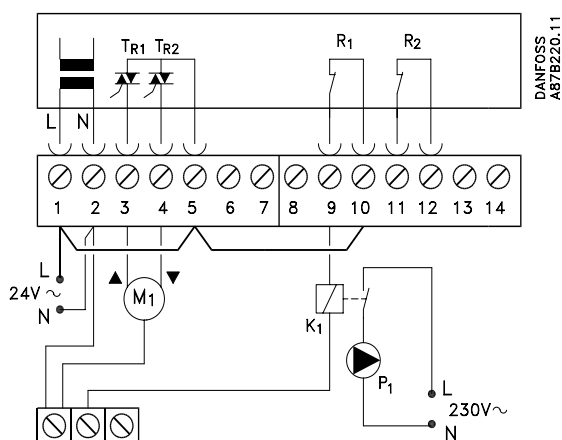 TR1 TR2 R1 R2
DANFOSS
A87B220.11
L N
1 2 3 4 5 6 7 8 9 10 11 12 13 14
L
24V ~
N
▲ M1 ▼
K1
P1
L
230V~
N